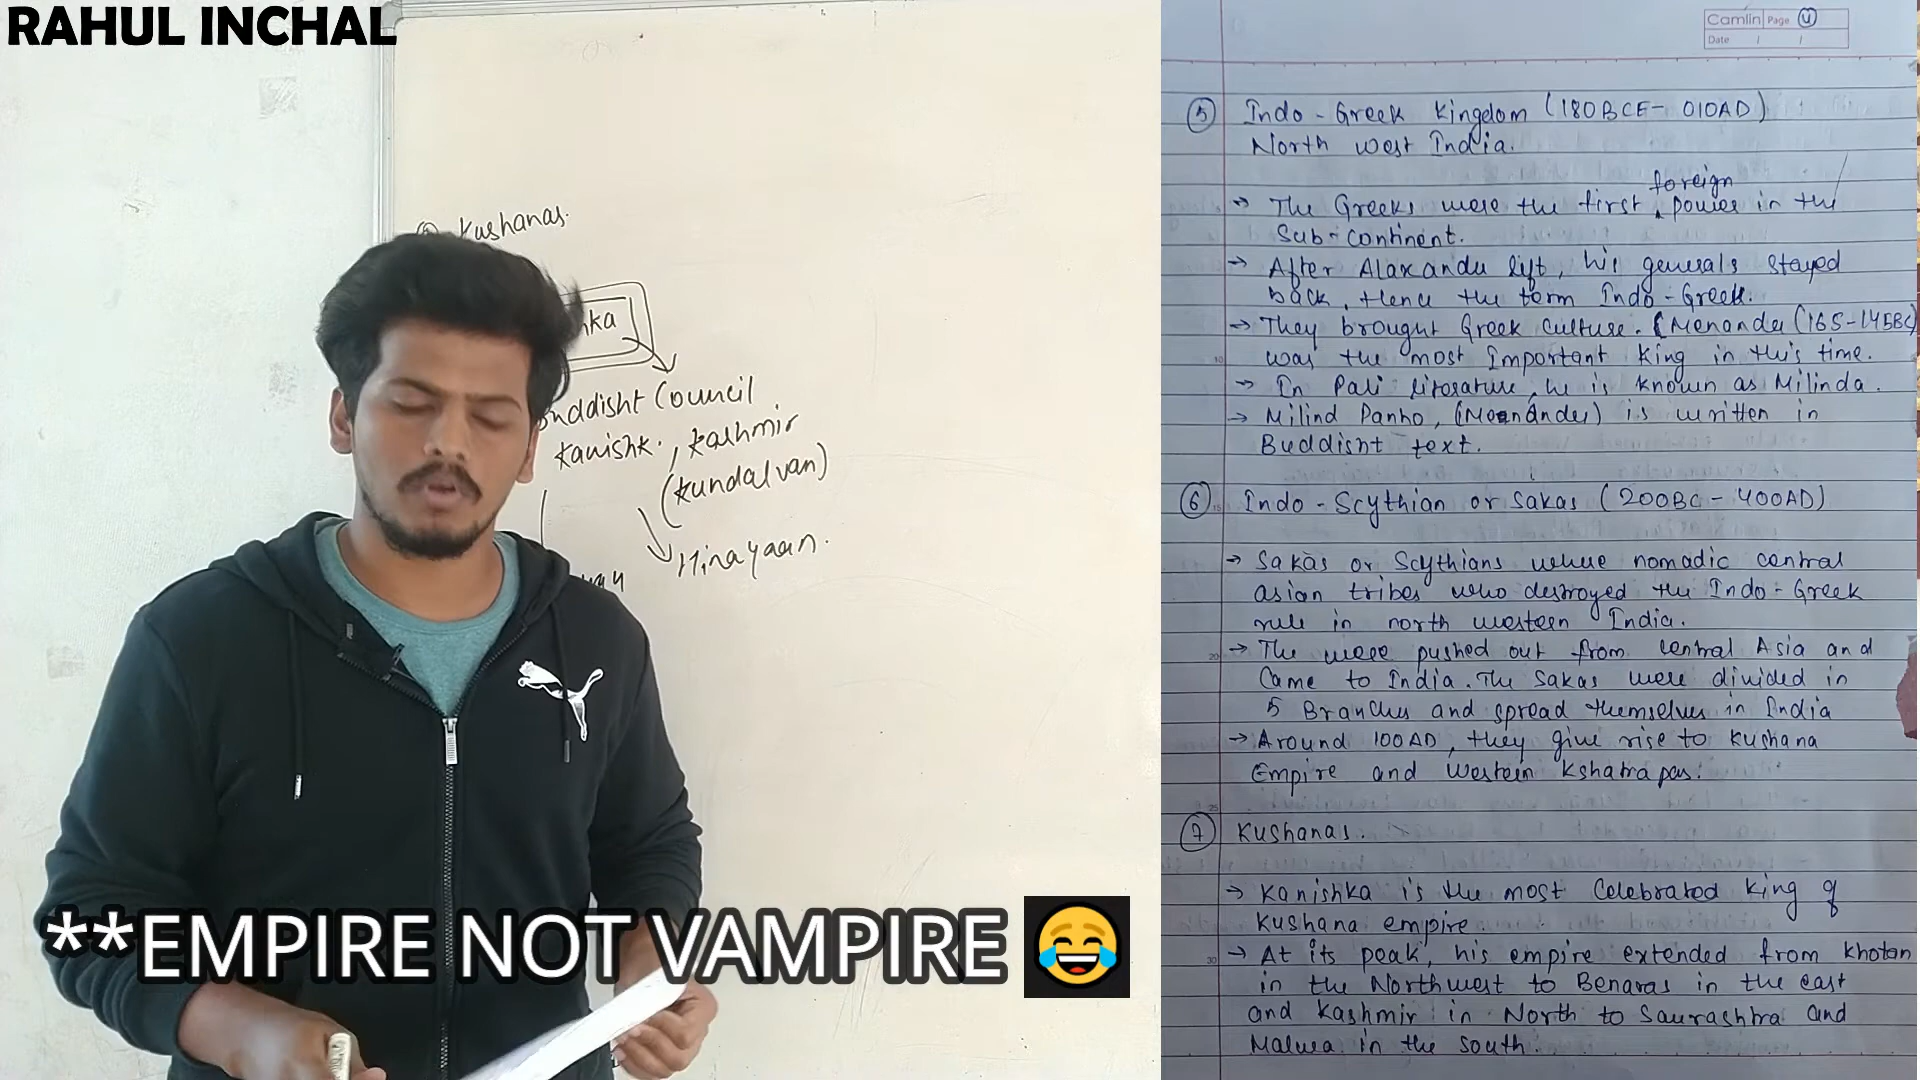 RAHUL INCHAL
Kushanas.
hka
Buddisht Council
Kanishk., Kashmir
(Kundalvan)
Hinayaan.
**EMPIRE NOT VAMPIRE 😂
Camlin Page 4
Date / /
5 Indo-Greek Kingdom (180BCE-010AD)
North west India.
foreign
→ The Greeks were the first power in the
Sub-continent.
→ After Alaxander left, his generals stayed
back. Hence the term Indo-Greek.
→ They brought Greek culture. (Menander (165-145BC)
was the most Important King in this time.
→ In Pali literature, he is known as Milinda.
→ Milind Panho, (Menander) is written in
Buddisht text.
6 Indo-Scythian or Sakas (200BC-400AD)
→ Sakas or Scythians where nomadic central
asian tribes who destroyed the Indo-Greek
rule in north western India.
→ The were pushed out from central Asia and
Came to India. The Sakas were divided in
5 Branches and spread themselves in India
→ Around 100AD, they give rise to Kushana
Empire and Western Kshatrapas.
7 Kushanas.
→ Kanishka is the most Celebrated King of
Kushana empire.
→ At its peak, his empire extended from Khotan
in the Northwest to Benaras in the east
and Kashmir in North to Saurashtra and
Malwa in the South.